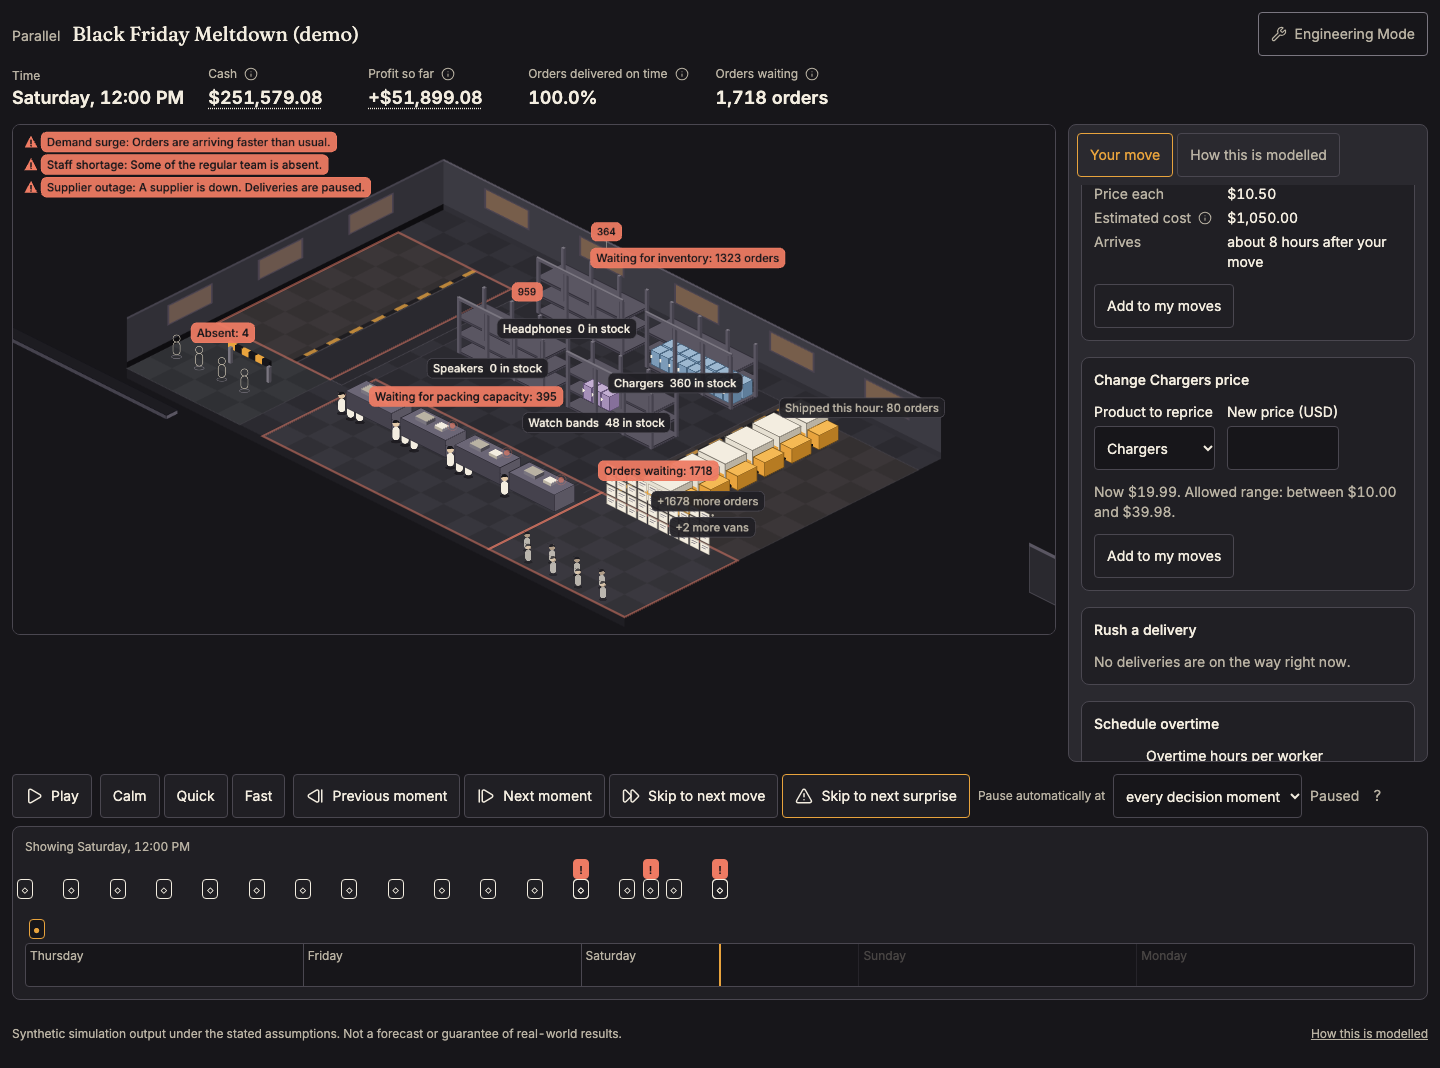 Parallel Black Friday Meltdown (demo)
Engineering Mode
Time
Saturday, 12:00 PM
Cash
$251,579.08
Profit so far
+$51,899.08
Orders delivered on time
100.0%
Orders waiting
1,718 orders
Demand surge: Orders are arriving faster than usual.
Staff shortage: Some of the regular team is absent.
Supplier outage: A supplier is down. Deliveries are paused.
364
Waiting for inventory: 1323 orders
959
Absent: 4
Headphones 0 in stock
Speakers 0 in stock
Chargers 360 in stock
Waiting for packing capacity: 395
Shipped this hour: 80 orders
Watch bands 48 in stock
Orders waiting: 1718
+1678 more orders
+2 more vans
Your move
How this is modelled
Price each $10.50
Estimated cost $1,050.00
Arrives about 8 hours after your
move
Add to my moves
Change Chargers price
Product to reprice New price (USD)
Chargers
Now $19.99. Allowed range: between $10.00
and $39.98.
Add to my moves
Rush a delivery
No deliveries are on the way right now.
Schedule overtime
Overtime hours per worker
Play
Calm
Quick
Fast
Previous moment
Next moment
Skip to next move
Skip to next surprise
Pause automatically at
every decision moment
Paused
?
Showing Saturday, 12:00 PM
! ! !
Thursday
Friday
Saturday
Sunday
Monday
Synthetic simulation output under the stated assumptions. Not a forecast or guarantee of real-world results.
How this is modelled